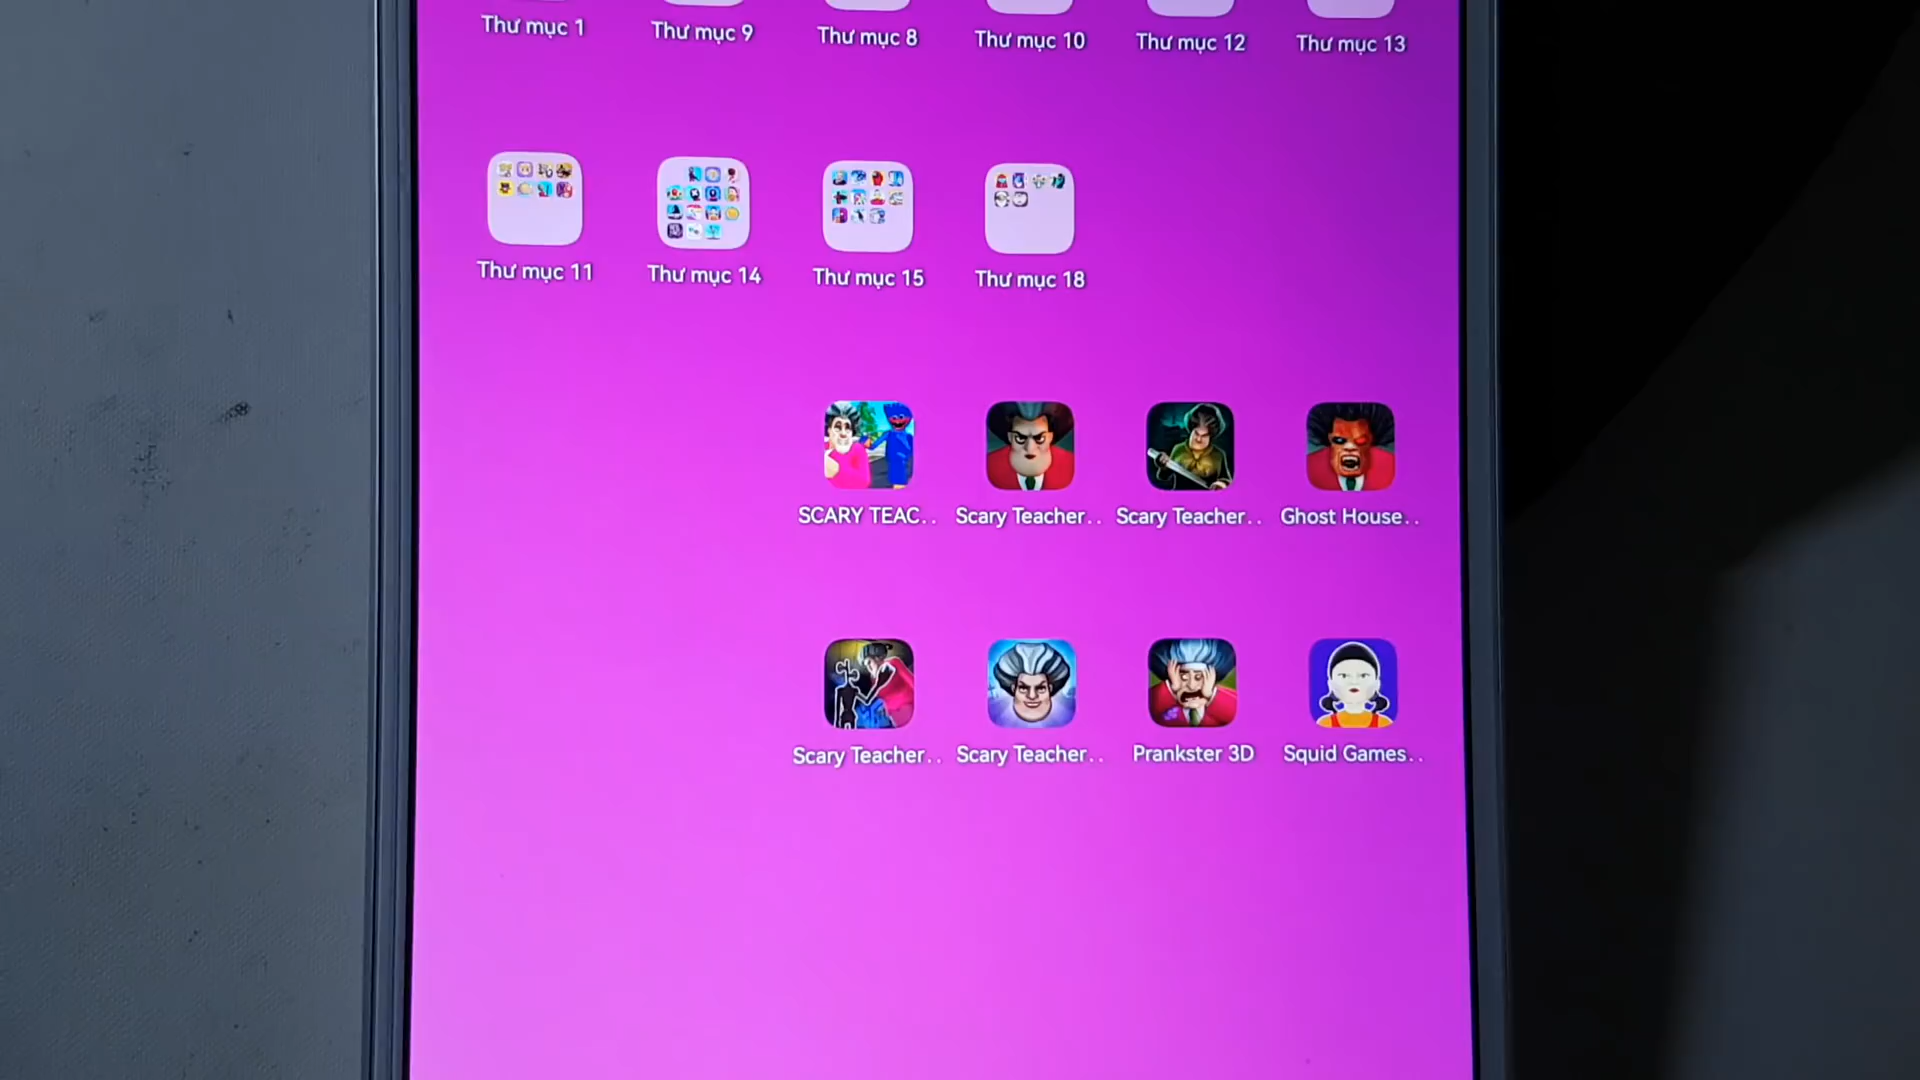 Thư mục 1
Thư mục 9
Thư mục 8
Thư mục 10
Thư mục 12
Thư mục 13
Thư mục 11
Thư mục 14
Thư mục 15
Thư mục 18
SCARY TEAC..
Scary Teacher..
Scary Teacher..
Ghost House..
Scary Teacher..
Scary Teacher..
Prankster 3D
Squid Games..